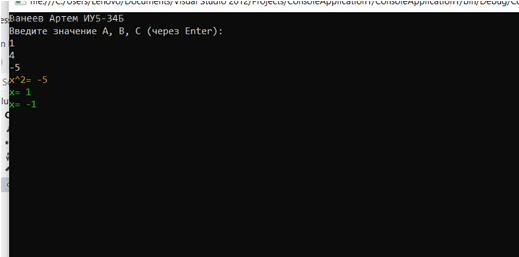 file:///C:/Users/Lenovo/Documents/Visual Studio 2012/Projects/ConsoleApplication1/ConsoleApplication1/bin/Debug/Co
Ванеев Артем ИУ5-34Б
Введите значение A, B, C (через Enter):
1
4
-5
x^2= -5
x= 1
x= -1